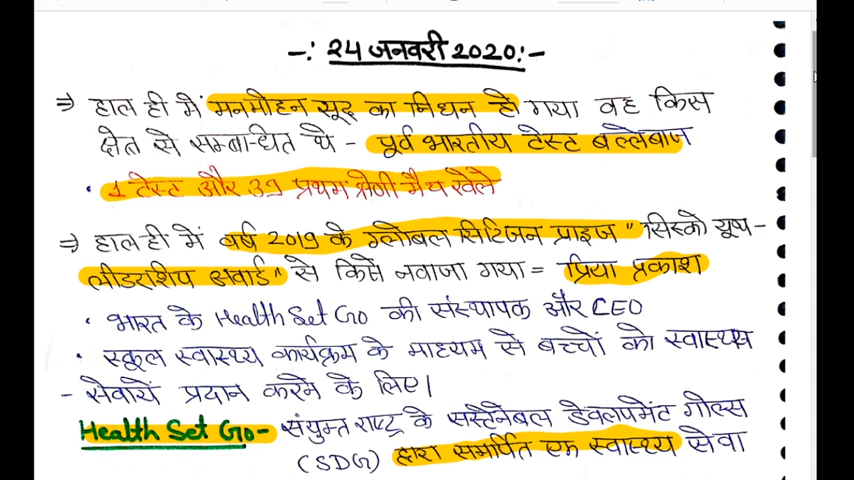 -: 24 जनवरी 2020:-
⇒ हाल ही में मनमोहन सूद का निधन हो गया वह किस
क्षेत्र से सम्बान्धित थे - पूर्व भारतीय टेस्ट बल्लेबाज
• 1 टेस्ट और 39 प्रथम श्रेणी मैच खेले
⇒ हाल ही में वर्ष 2019 के ग्लोबल सिटिजन प्राइज "सिस्को यूथ-
लीडरशिप अवार्ड" से किसे नवाजा गया = प्रिया प्रकाश
• भारत के Health Set Go की संस्थापक और CEO
• स्कूल स्वास्थ्य कार्यक्रम के माध्यम से बच्चों को स्वास्थ्य
- सेवायें प्रदान करने के लिए।
Health Set Go- संयुक्त राष्ट्र के सस्टेनेबल डेवलपमेंट गोल्स
(SDG) द्वारा समर्पित एक स्वास्थ्य सेवा